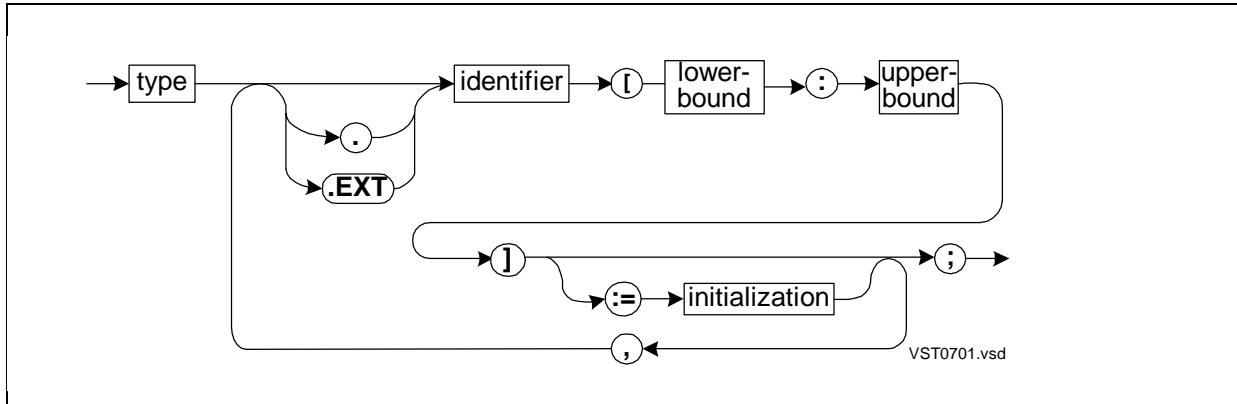 type
identifier
[
lower-
bound
:
upper-
bound
.
.EXT
]
;
:=
initialization
,
VST0701.vsd